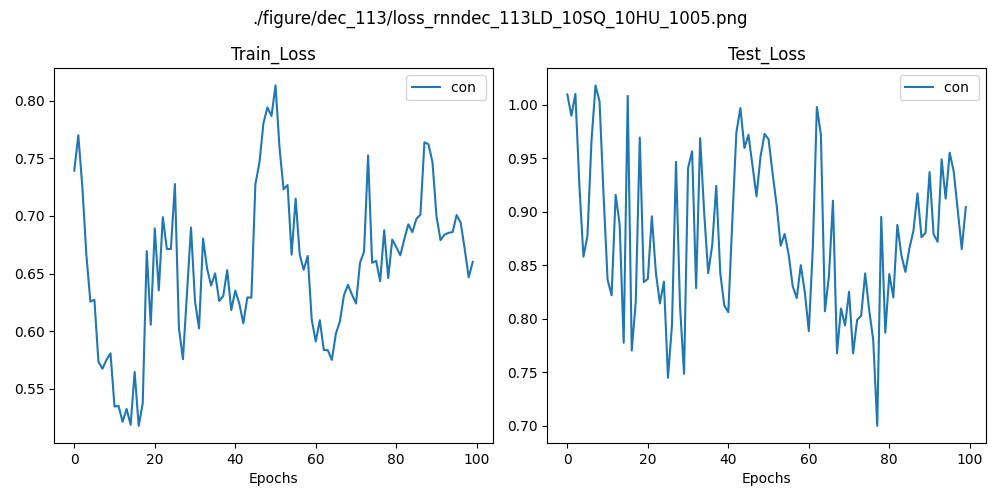 ./figure/dec_113/loss_rnndec_113LD_10SQ_10HU_1005.png
Train_Loss
con
0.80
0.75
0.70
0.65
0.60
0.55
0 20 40 60 80 100
Epochs
Test_Loss
con
1.00
0.95
0.90
0.85
0.80
0.75
0.70
0 20 40 60 80 100
Epochs